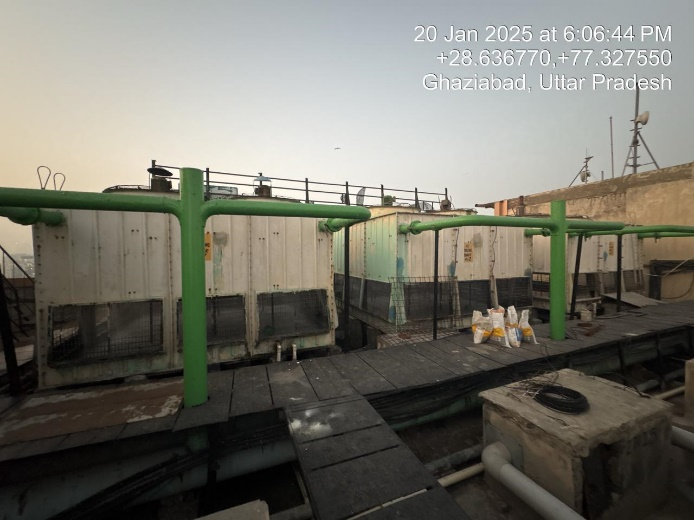 20 Jan 2025 at 6:06:44 PM
+28.636770,+77.327550
Ghaziabad, Uttar Pradesh